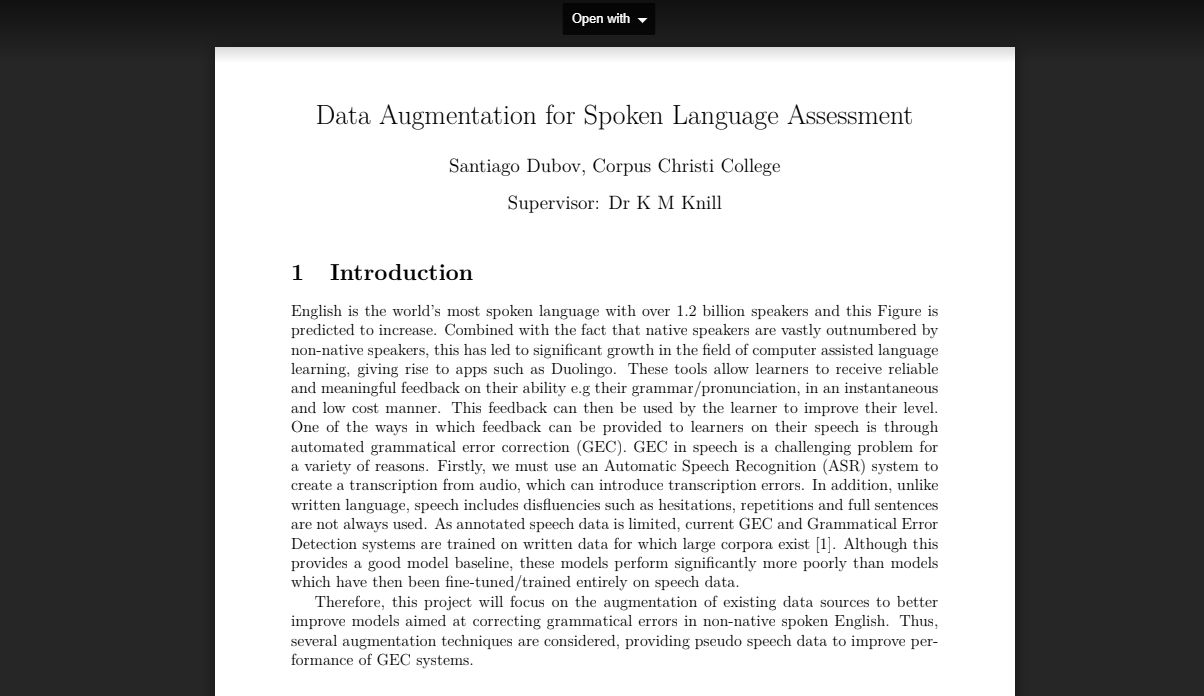 Open with
Data Augmentation for Spoken Language Assessment
Santiago Dubov, Corpus Christi College
Supervisor: Dr K M Knill
1 Introduction
English is the world's most spoken language with over 1.2 billion speakers and this Figure is
predicted to increase. Combined with the fact that native speakers are vastly outnumbered by
non-native speakers, this has led to significant growth in the field of computer assisted language
learning, giving rise to apps such as Duolingo. These tools allow learners to receive reliable
and meaningful feedback on their ability e.g their grammar/pronunciation, in an instantaneous
and low cost manner. This feedback can then be used by the learner to improve their level.
One of the ways in which feedback can be provided to learners on their speech is through
automated grammatical error correction (GEC). GEC in speech is a challenging problem for
a variety of reasons. Firstly, we must use an Automatic Speech Recognition (ASR) system to
create a transcription from audio, which can introduce transcription errors. In addition, unlike
written language, speech includes disfluencies such as hesitations, repetitions and full sentences
are not always used. As annotated speech data is limited, current GEC and Grammatical Error
Detection systems are trained on written data for which large corpora exist [1]. Although this
provides a good model baseline, these models perform significantly more poorly than models
which have then been fine-tuned/trained entirely on speech data.
Therefore, this project will focus on the augmentation of existing data sources to better
improve models aimed at correcting grammatical errors in non-native spoken English. Thus,
several augmentation techniques are considered, providing pseudo speech data to improve per-
formance of GEC systems.